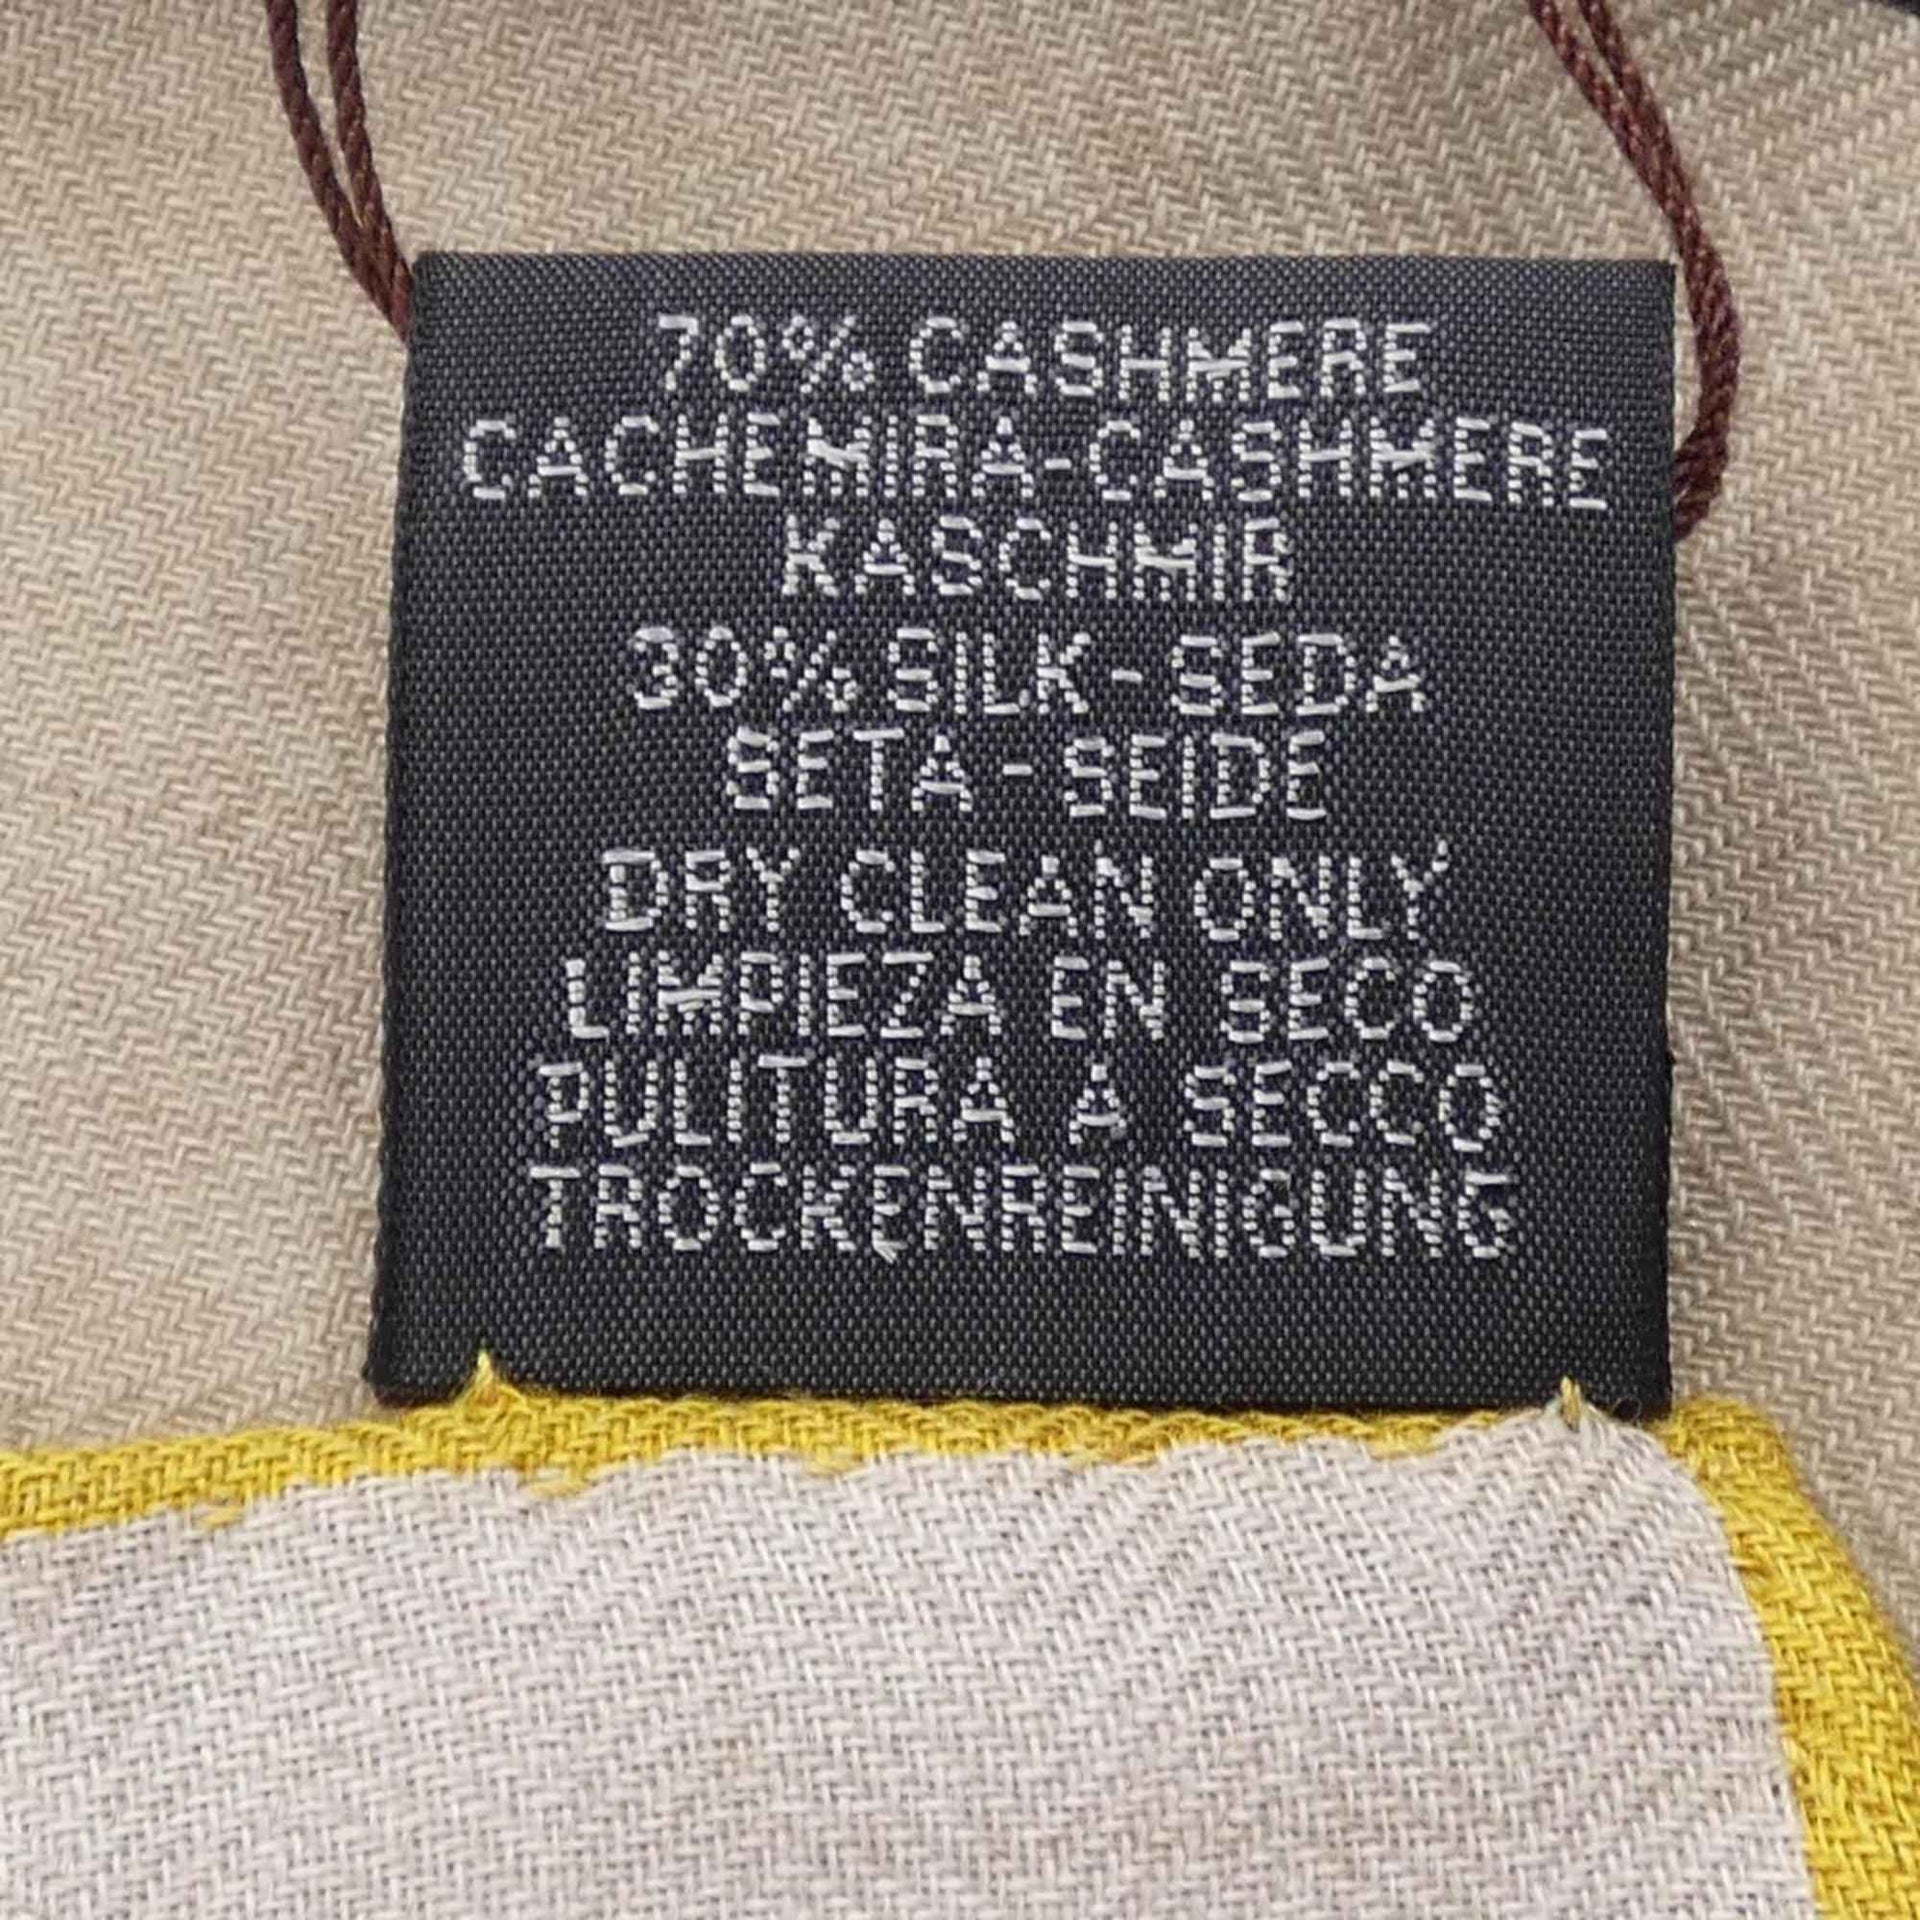 70% CASHMERE
CACHEMIRA-CASHMERE
KASCHMIR
30% SILK - SEDA
SETA - SEIDE
DRY CLEAN ONLY
LIMPIEZA EN SECO
PULITURA A SECCO
TROCKENREINIGUNG